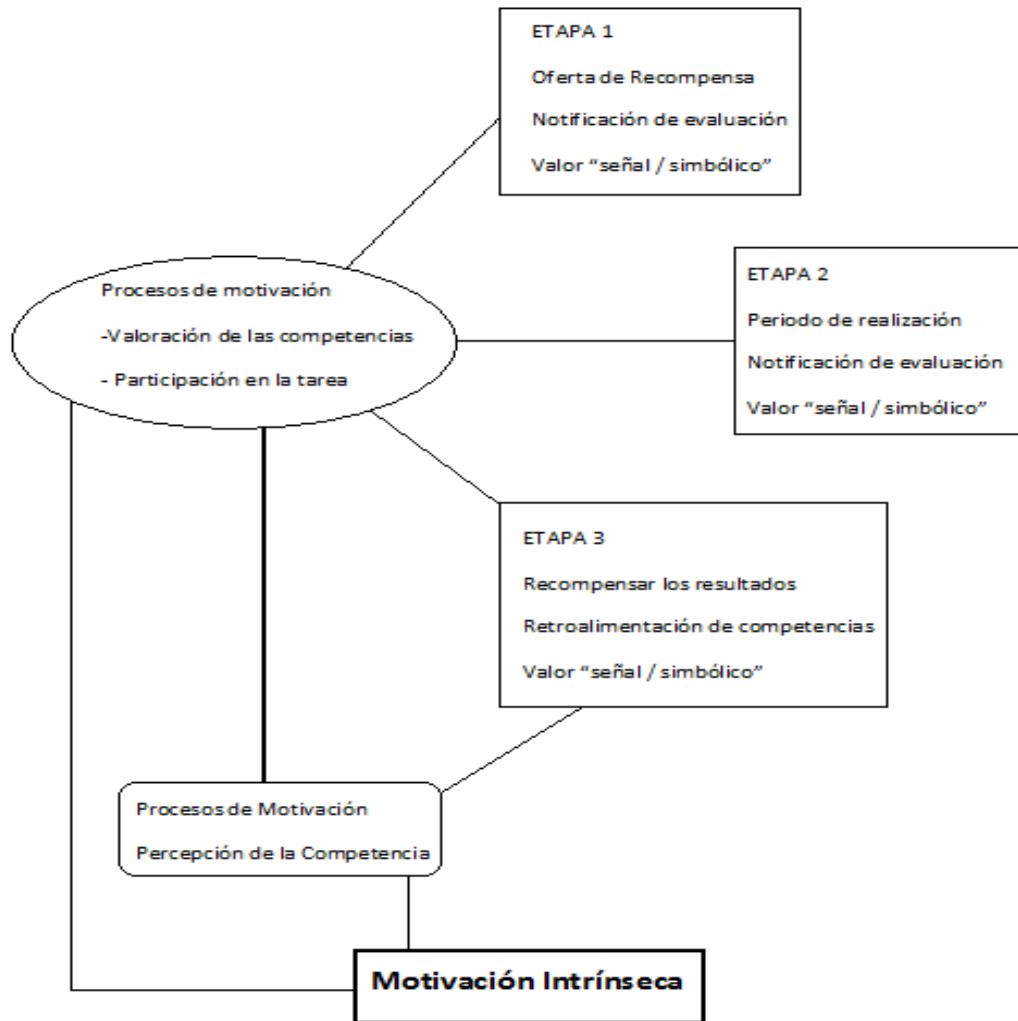 ETAPA 1
Oferta de Recompensa
Notificación de evaluación
Valor “señal / simbólico”
Procesos de motivación
-Valoración de las competencias
- Participación en la tarea
ETAPA 2
Periodo de realización
Notificación de evaluación
Valor “señal / simbólico”
ETAPA 3
Recompensar los resultados
Retroalimentación de competencias
Valor “señal / simbólico”
Procesos de Motivación
Percepción de la Competencia
Motivación Intrínseca